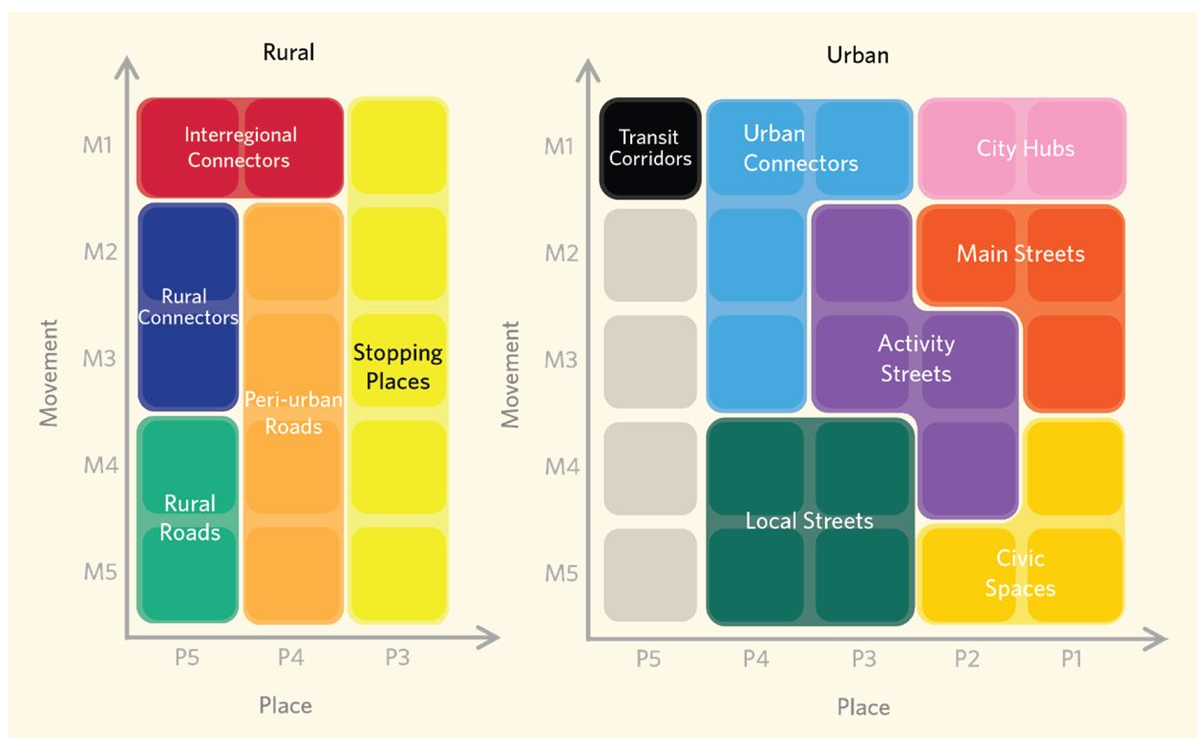 Rural
Movement
M1
M2
M3
M4
M5
Interregional
Connectors
Rural
Connectors
Peri-urban
Roads
Stopping
Places
Rural
Roads
P5
P4
P3
Place
Urban
Movement
M1
M2
M3
M4
M5
Transit
Corridors
Urban
Connectors
City Hubs
Main Streets
Activity
Streets
Local Streets
Civic
Spaces
P5
P4
P3
P2
P1
Place